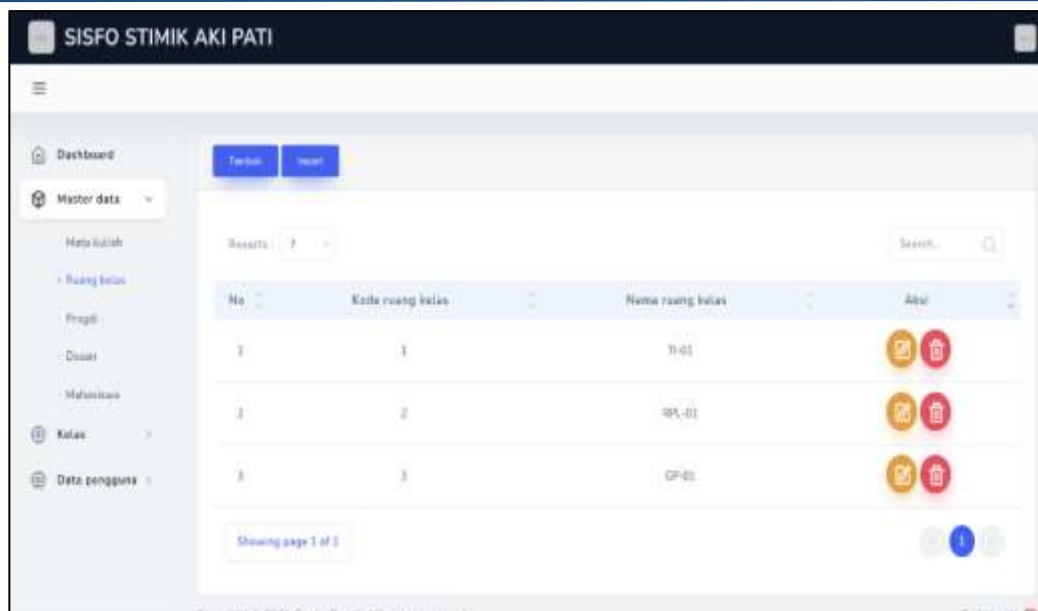 SISFO STIMIK AKI PATI
Dashboard
Master data
Mata kuliah
Ruang kelas
Progdi
Dosen
Mahasiswa
Kelas
Data pengguna
Import
Results : 7
Search...
No Kode ruang kelas Nama ruang kelas Aksi
1 1 TI-01
2 2 RPL-01
3 3 GP-01
Showing page 1 of 1
1